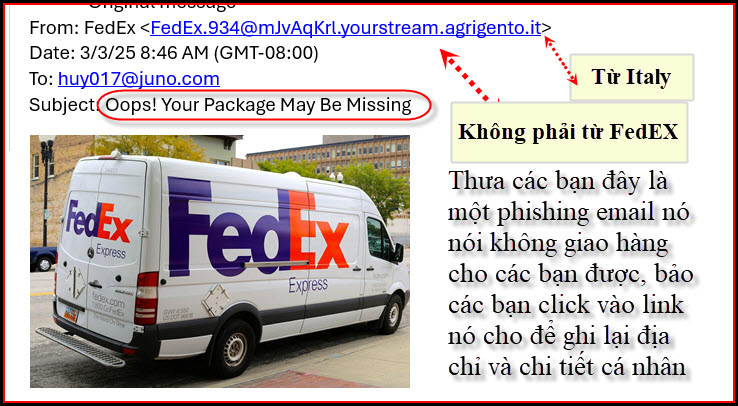 Original message
From: FedEx <FedEx.934@mJvAqKrl.yourstream.agrigento.it>
Date: 3/3/25 8:46 AM (GMT-08:00)
To: huy017@juno.com
Subject: Oops! Your Package May Be Missing
Từ Italy
Không phải từ FedEX
FedEx
Express
fedex.com
FedEx
Express
Thưa các bạn đây là
một phishing email nó
nói không giao hàng
cho các bạn được, bảo
các bạn click vào link
nó cho để ghi lại địa
chỉ và chi tiết cá nhân